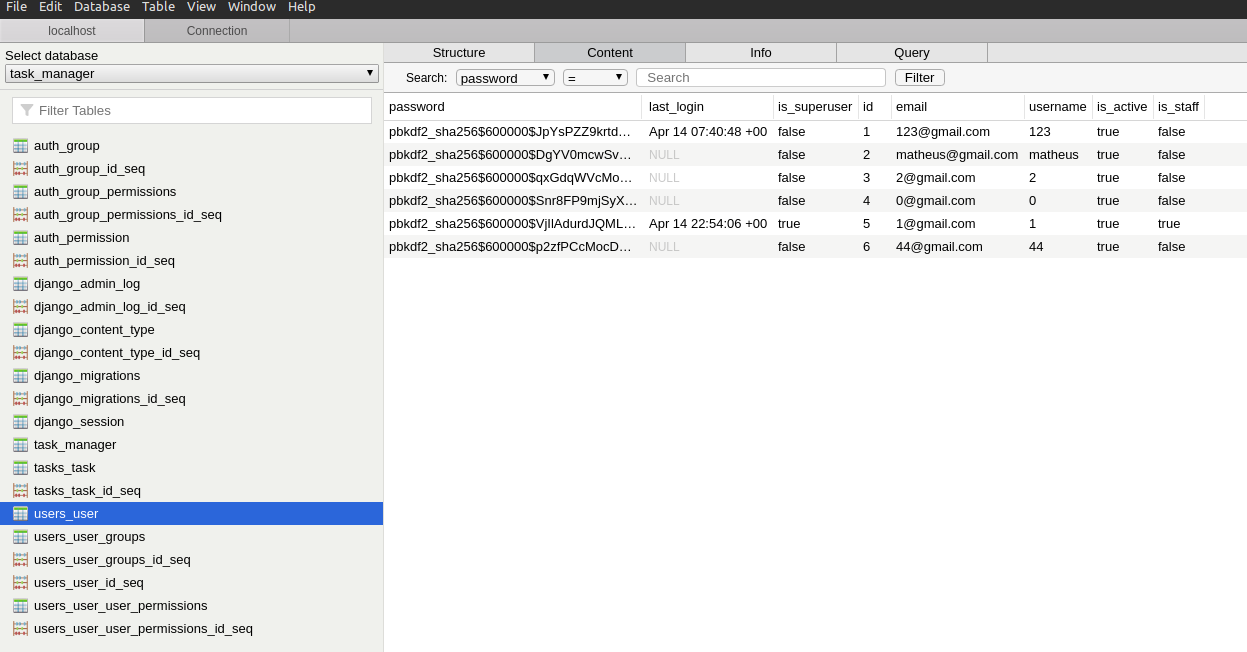 File Edit Database Table View Window Help
localhost Connection
Select database
task_manager
Filter Tables
auth_group
auth_group_id_seq
auth_group_permissions
auth_group_permissions_id_seq
auth_permission
auth_permission_id_seq
django_admin_log
django_admin_log_id_seq
django_content_type
django_content_type_id_seq
django_migrations
django_migrations_id_seq
django_session
task_manager
tasks_task
tasks_task_id_seq
users_user
users_user_groups
users_user_groups_id_seq
users_user_id_seq
users_user_user_permissions
users_user_user_permissions_id_seq
Structure Content Info Query
Search: password = Search Filter
password last_login is_superuser id email username is_active is_staff
pbkdf2_sha256$600000$JpYsPZZ9krtd… Apr 14 07:40:48 +00 false 1 123@gmail.com 123 true false
pbkdf2_sha256$600000$DgYV0mcwSv… NULL false 2 matheus@gmail.com matheus true false
pbkdf2_sha256$600000$qxGdqWVcMo… NULL false 3 2@gmail.com 2 true false
pbkdf2_sha256$600000$Snr8FP9mjSyX… NULL false 4 0@gmail.com 0 true false
pbkdf2_sha256$600000$VjlIAdurdJQML… Apr 14 22:54:06 +00 true 5 1@gmail.com 1 true true
pbkdf2_sha256$600000$p2zfPCcMocD… NULL false 6 44@gmail.com 44 true false